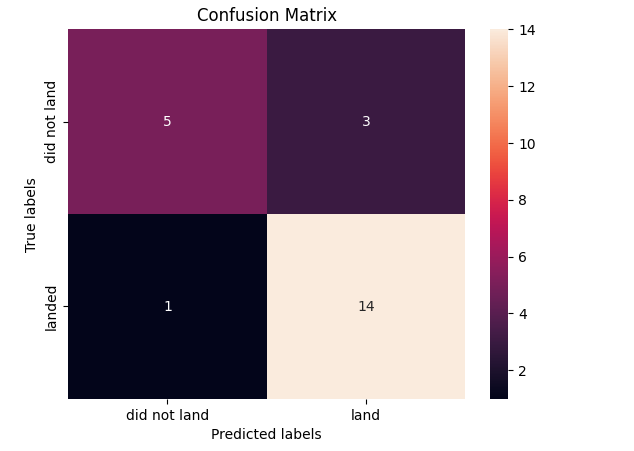 Confusion Matrix
True labels
did not land
landed
5
3
1
14
did not land
land
Predicted labels
14
12
10
8
6
4
2